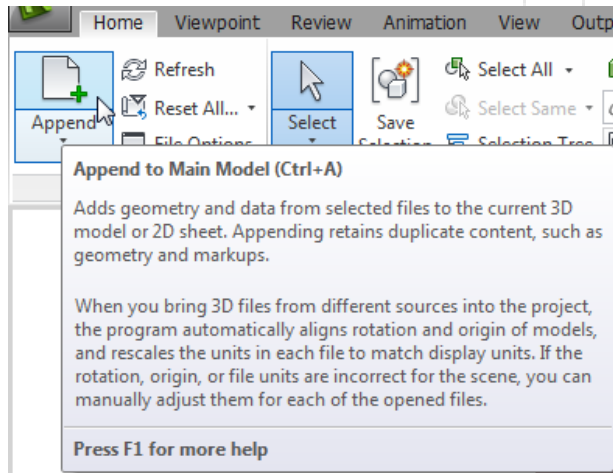 Home Viewpoint Review Animation View Outp
Refresh Select All
Reset All... Select Same
Append Select Save
File Options Selection Selection Tree
Append to Main Model (Ctrl+A)
Adds geometry and data from selected files to the current 3D
model or 2D sheet. Appending retains duplicate content, such as
geometry and markups.
When you bring 3D files from different sources into the project,
the program automatically aligns rotation and origin of models,
and rescales the units in each file to match display units. If the
rotation, origin, or file units are incorrect for the scene, you can
manually adjust them for each of the opened files.
Press F1 for more help